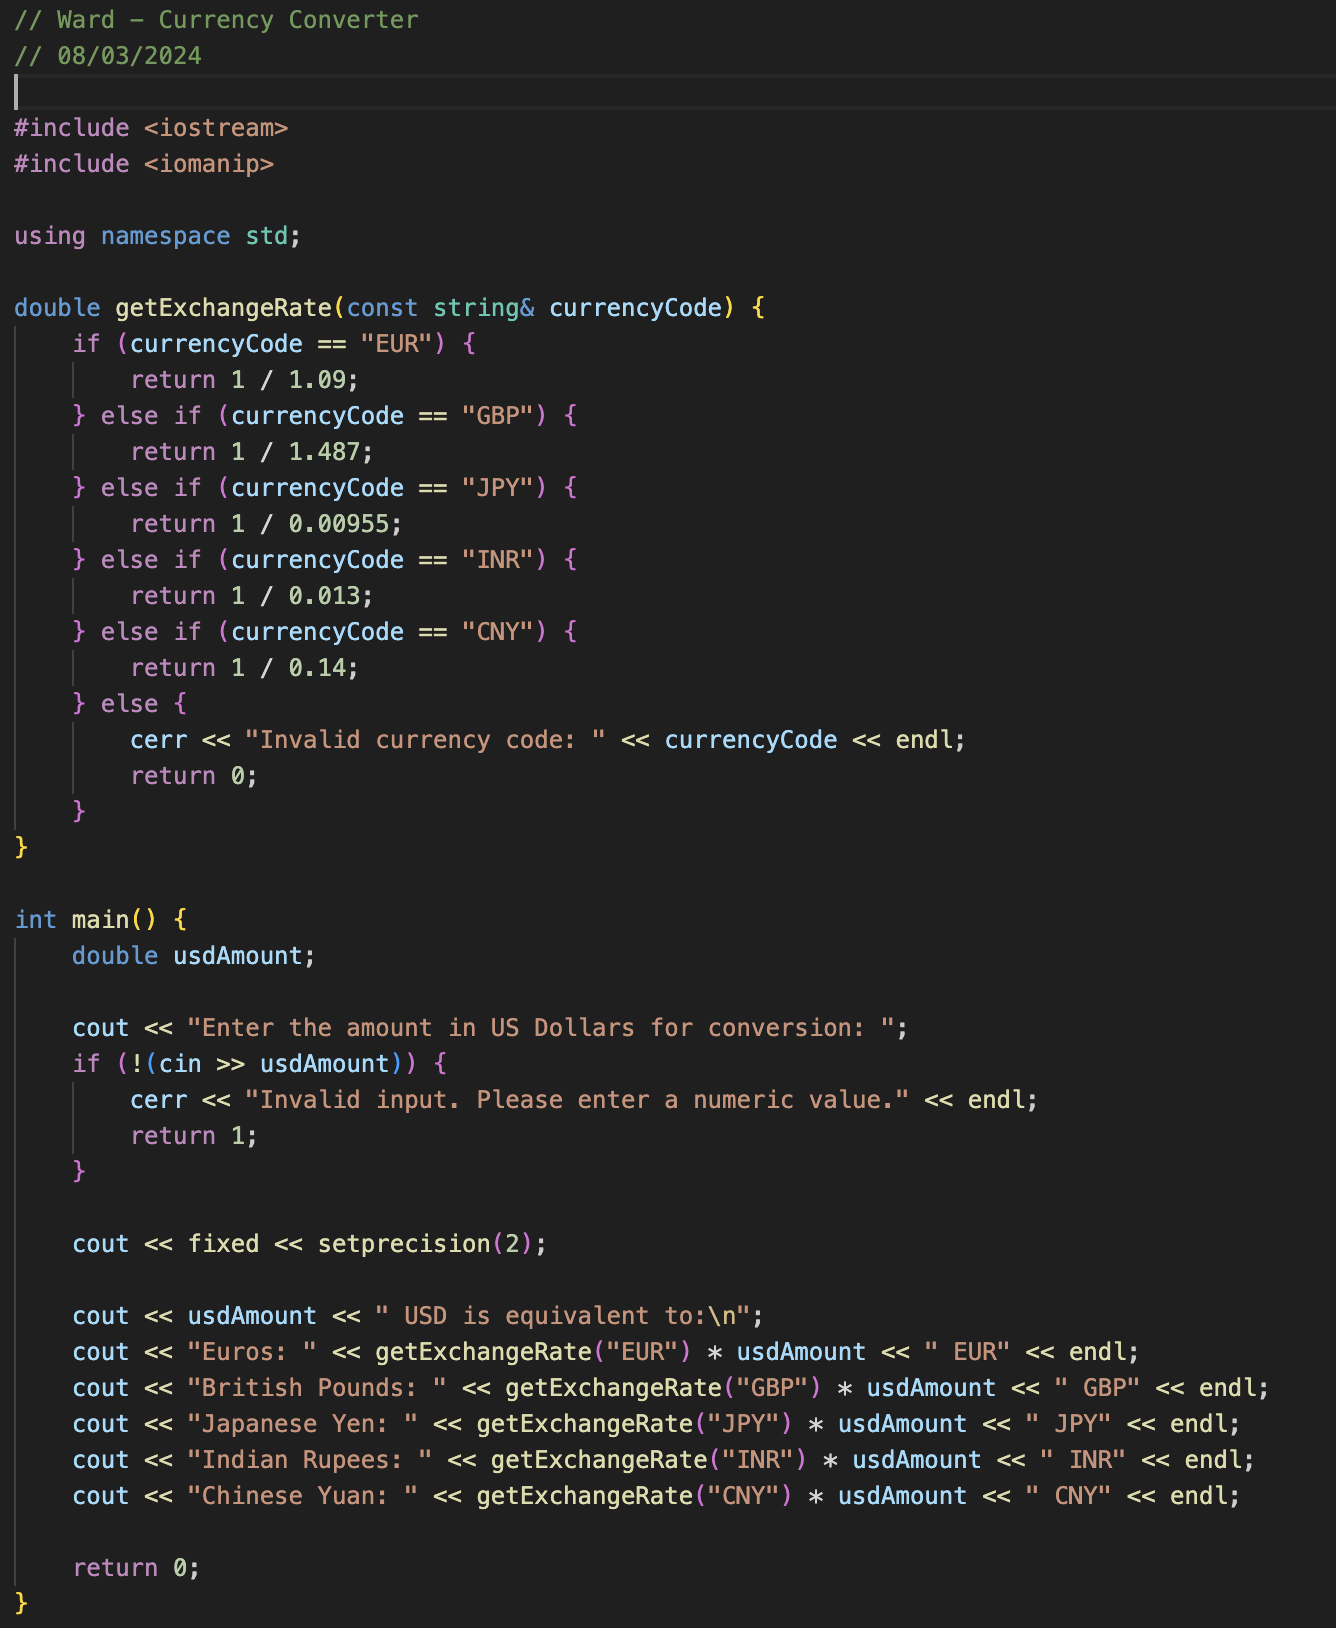 // Ward – Currency Converter
// 08/03/2024
#include <iostream>
#include <iomanip>
using namespace std;
double getExchangeRate(const string& currencyCode) {
    if (currencyCode == "EUR") {
        return 1 / 1.09;
    } else if (currencyCode == "GBP") {
        return 1 / 1.487;
    } else if (currencyCode == "JPY") {
        return 1 / 0.00955;
    } else if (currencyCode == "INR") {
        return 1 / 0.013;
    } else if (currencyCode == "CNY") {
        return 1 / 0.14;
    } else {
        cerr << "Invalid currency code: " << currencyCode << endl;
        return 0;
    }
}
int main() {
    double usdAmount;
    cout << "Enter the amount in US Dollars for conversion: ";
    if (!(cin >> usdAmount)) {
        cerr << "Invalid input. Please enter a numeric value." << endl;
        return 1;
    }
    cout << fixed << setprecision(2);
    cout << usdAmount << " USD is equivalent to:\n";
    cout << "Euros: " << getExchangeRate("EUR") * usdAmount << " EUR" << endl;
    cout << "British Pounds: " << getExchangeRate("GBP") * usdAmount << " GBP" << endl;
    cout << "Japanese Yen: " << getExchangeRate("JPY") * usdAmount << " JPY" << endl;
    cout << "Indian Rupees: " << getExchangeRate("INR") * usdAmount << " INR" << endl;
    cout << "Chinese Yuan: " << getExchangeRate("CNY") * usdAmount << " CNY" << endl;
    return 0;
}